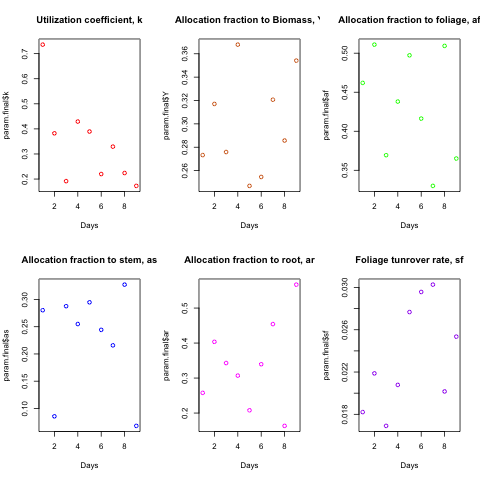 Utilization coefficient, k
param.final$k
0.2 0.3 0.4 0.5 0.6 0.7
2 4 6 8
Days
Allocation fraction to Biomass, Y
param.final$Y
0.26 0.28 0.30 0.32 0.34 0.36
2 4 6 8
Days
Allocation fraction to foliage, af
param.final$af
0.35 0.40 0.45 0.50
2 4 6 8
Days
Allocation fraction to stem, as
param.final$as
0.10 0.15 0.20 0.25 0.30
2 4 6 8
Days
Allocation fraction to root, ar
param.final$ar
0.2 0.3 0.4 0.5
2 4 6 8
Days
Foliage tunrover rate, sf
param.final$sf
0.018 0.022 0.026 0.030
2 4 6 8
Days